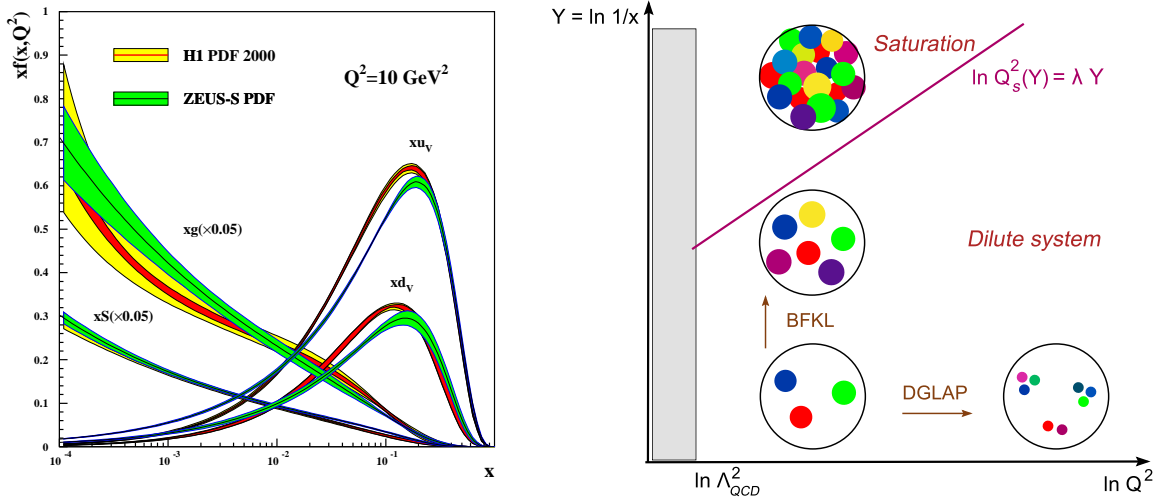 xf(x,Q²)
1
0.9
0.8
0.7
0.6
0.5
0.4
0.3
0.2
0.1
0
H1 PDF 2000
ZEUS-S PDF
Q²=10 GeV²
xu_v
xg(×0.05)
xd_v
xS(×0.05)
10⁻⁴
10⁻³
10⁻²
10⁻¹
x
Y = ln 1/x
Saturation
ln Q²_s(Y) = λ Y
Dilute system
BFKL
DGLAP
ln Λ²_QCD
ln Q²